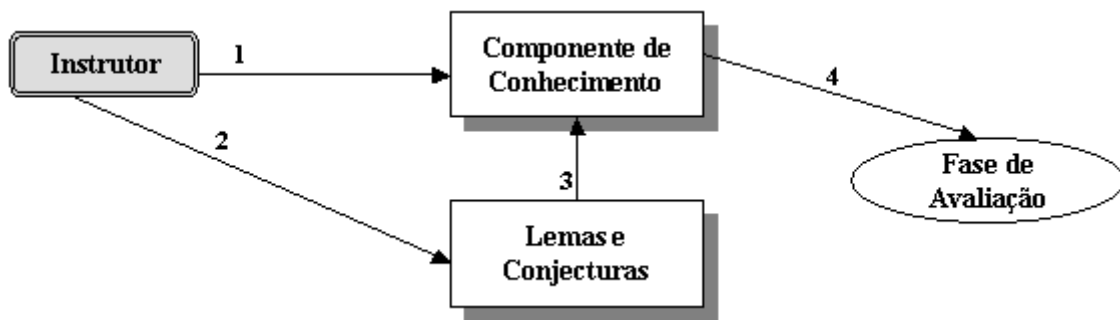 Instrutor
1
Componente de
Conhecimento
4
2
Fase de
Avaliação
3
Lemas e
Conjecturas